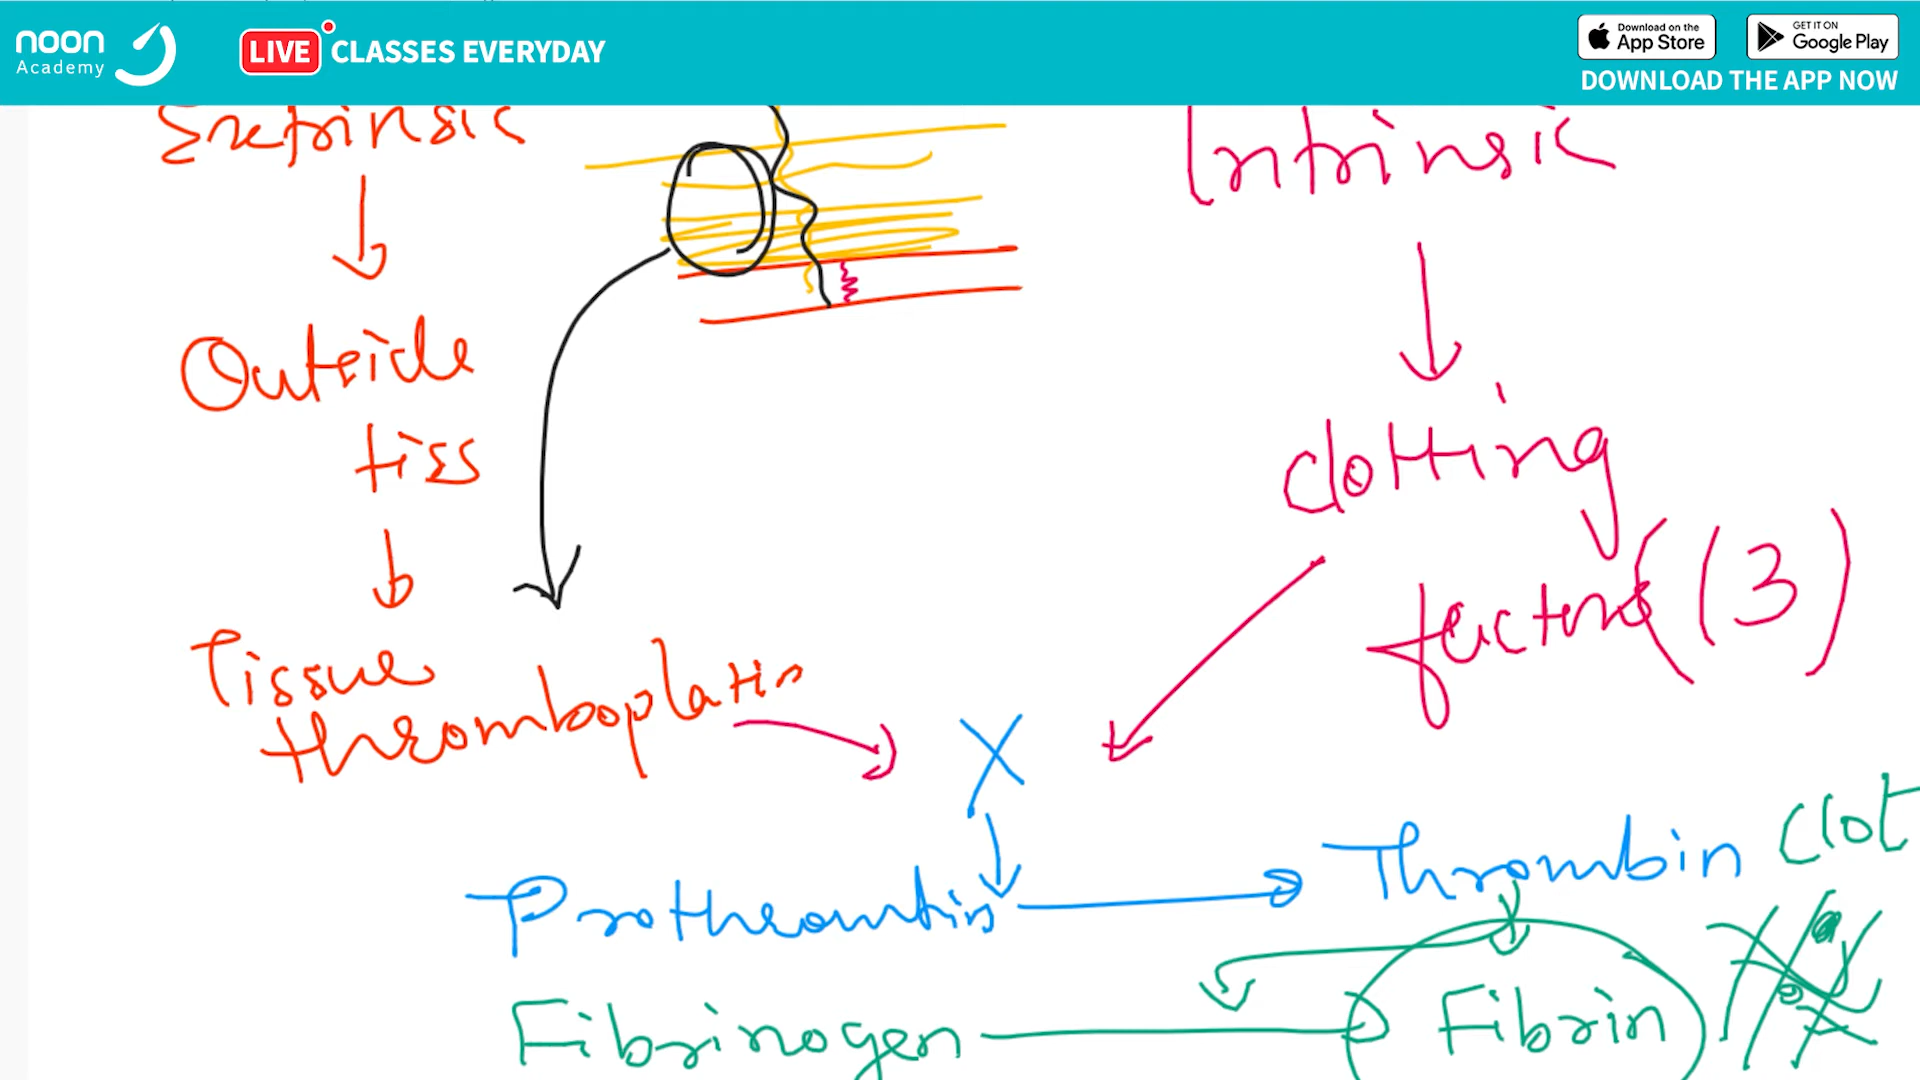 noon
Academy
LIVE CLASSES EVERYDAY
Download on the
App Store
GET IT ON
Google Play
DOWNLOAD THE APP NOW
Extrinsic
Intrinsic
Outside
tiss
clotting
factors (3)
Tissue
thromboplatin
X
Prothrombin
Thrombin
Clot
Fibrinogen
Fibrin